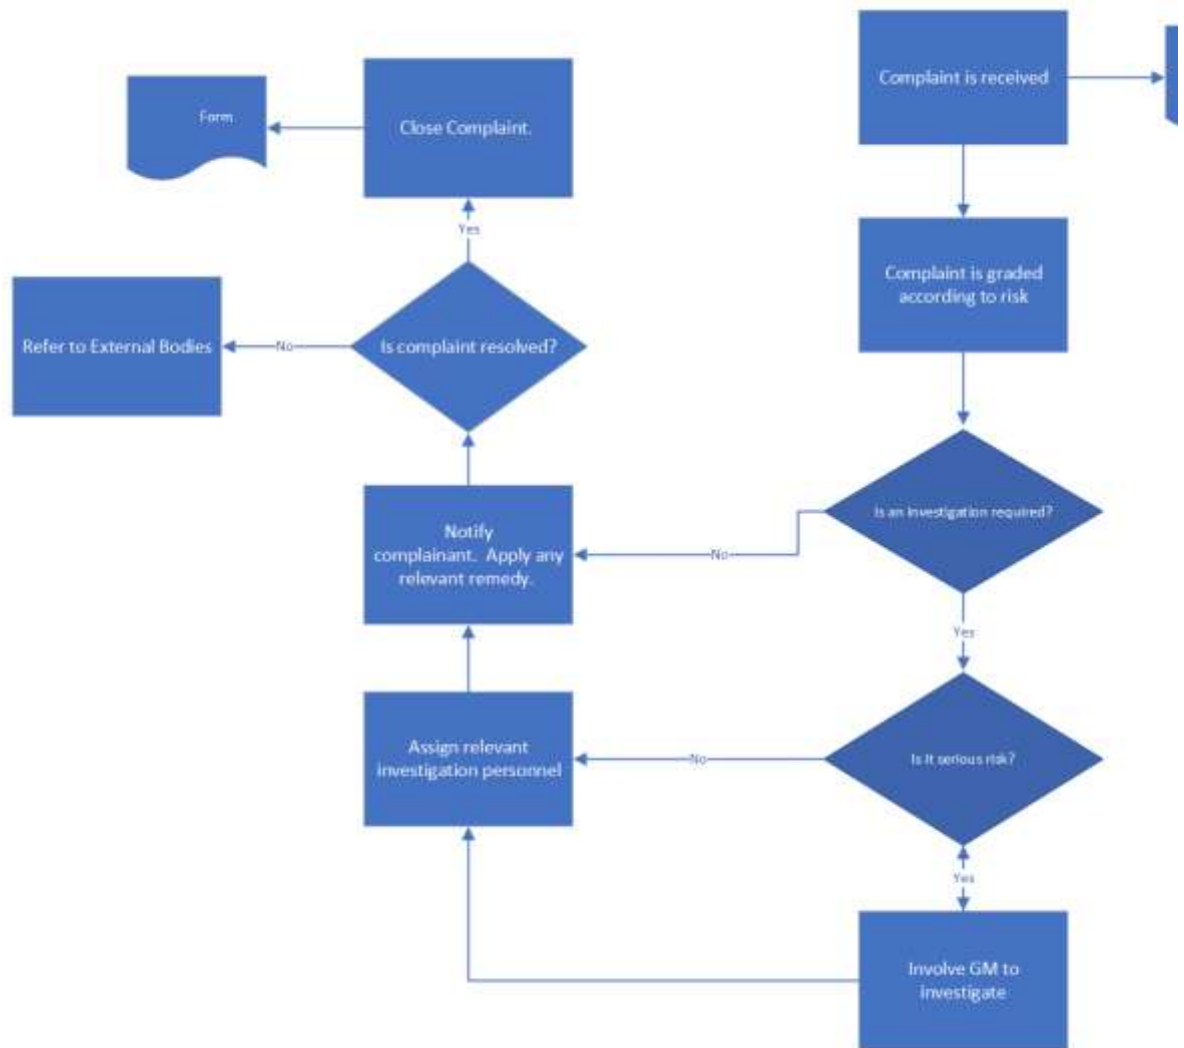 Complaint is received
Form
Close Complaint.
Yes
Complaint is graded
according to risk
Refer to External Bodies
No
Is complaint resolved?
Notify
complainant. Apply any
relevant remedy.
No
Is an investigation required?
Yes
Assign relevant
investigation personnel
No
Is it serious risk?
Yes
Involve GM to
investigate